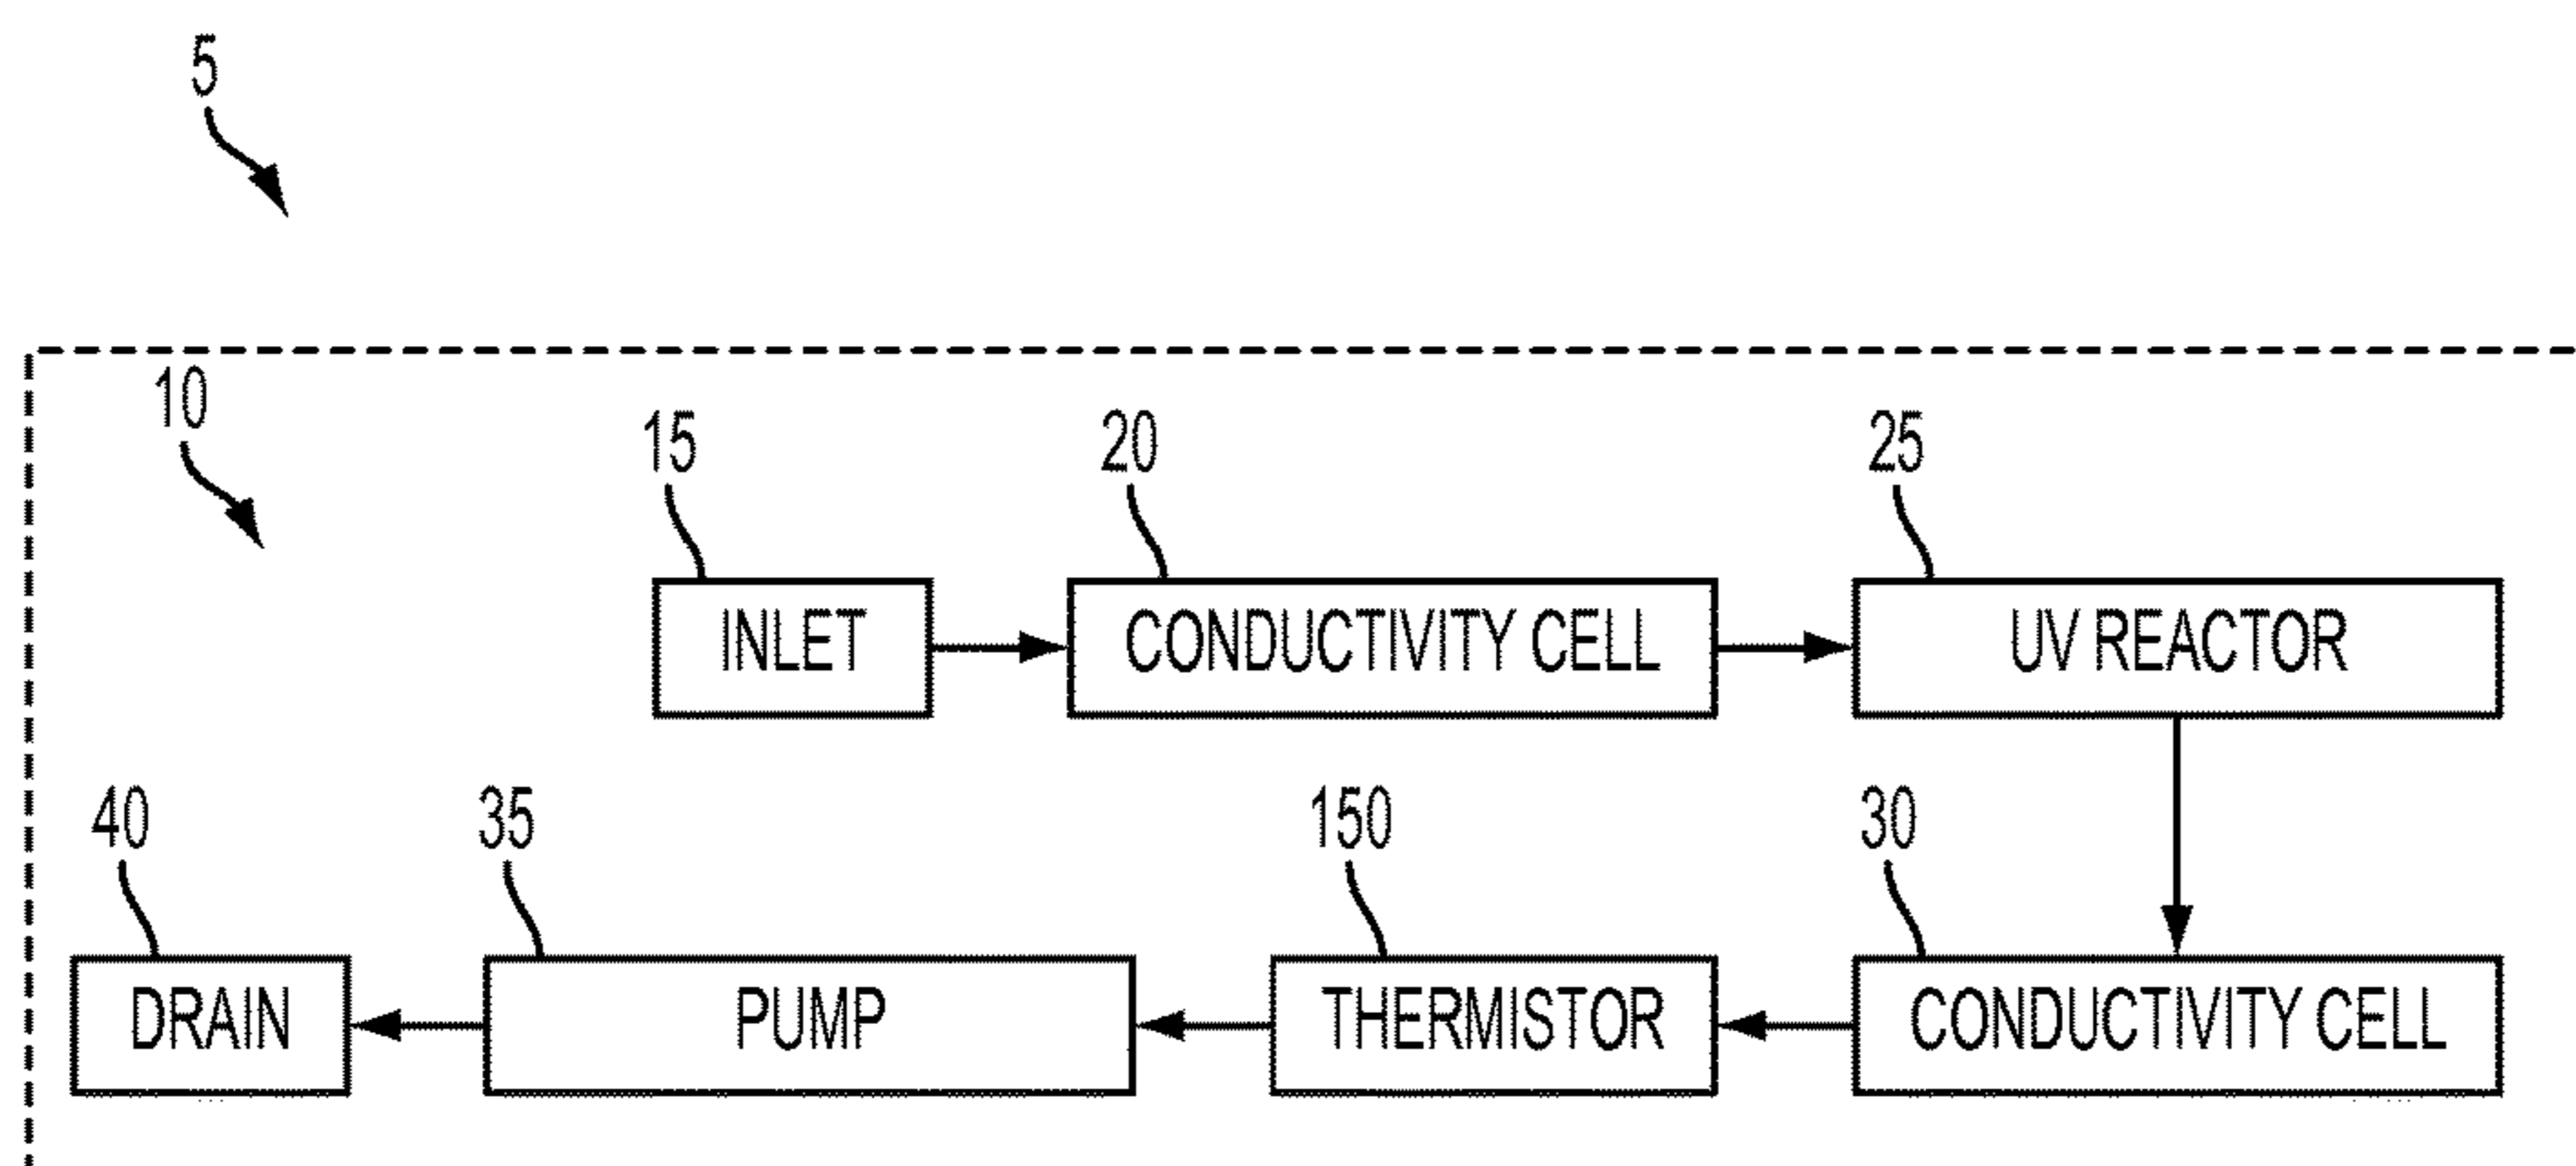 5
10
15 20 25
INLET CONDUCTIVITY CELL UV REACTOR
40 35 150 30
DRAIN PUMP THERMISTOR CONDUCTIVITY CELL